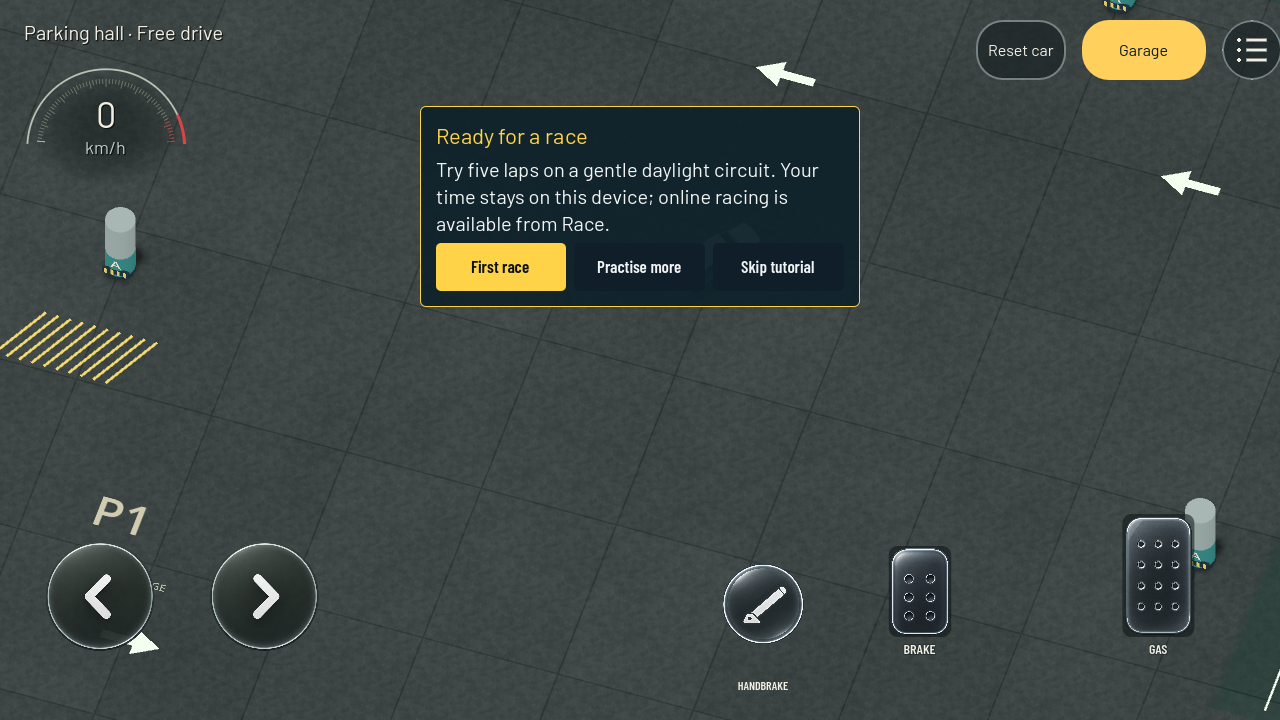 Parking hall · Free drive
Reset car
Garage
0
km/h
Ready for a race
Try five laps on a gentle daylight circuit. Your
time stays on this device; online racing is
available from Race.
First race
Practise more
Skip tutorial
A
P1
A
BRAKE
GAS
HANDBRAKE